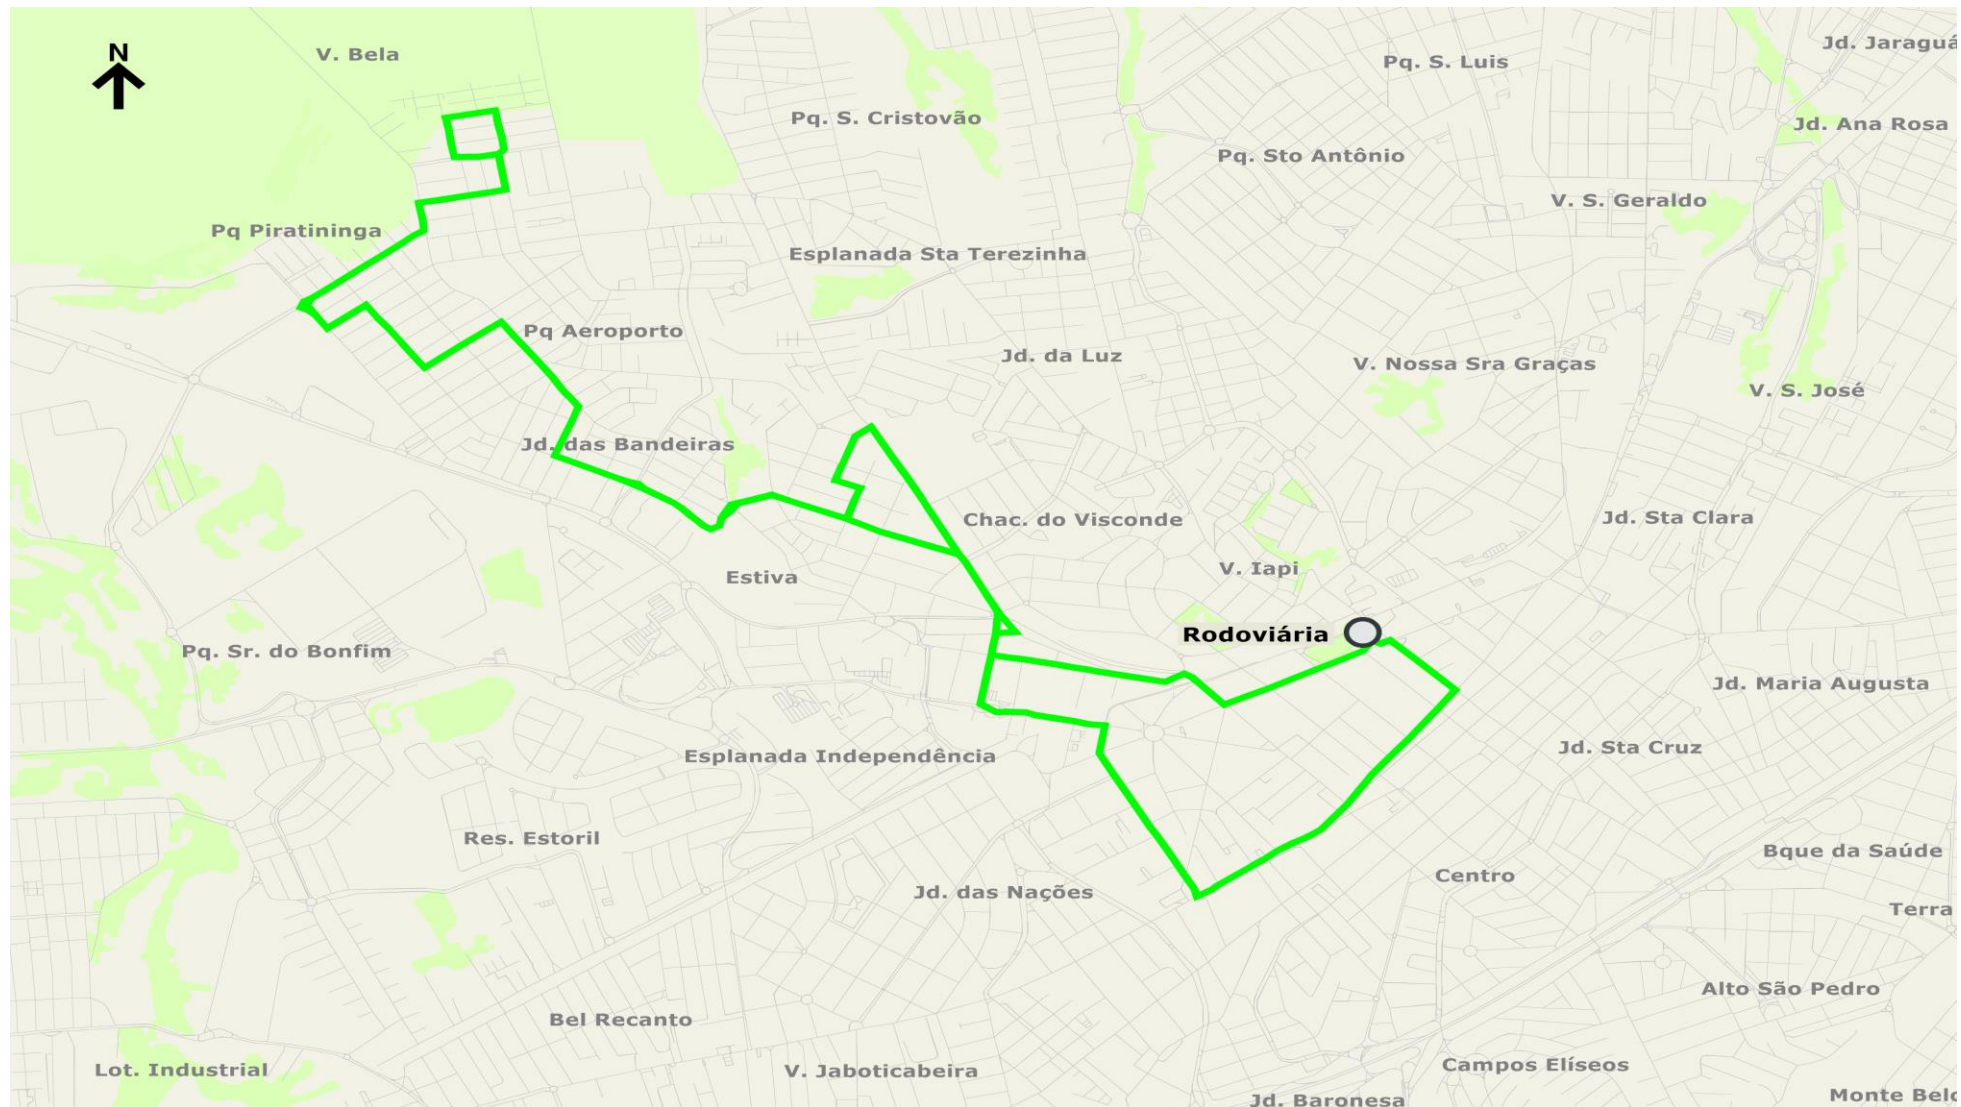 N
V. Bela
Jd. Jaraguá
Pq. S. Luis
Pq. S. Cristovão
Jd. Ana Rosa
Pq. Sto Antônio
V. S. Geraldo
Pq Piratininga
Esplanada Sta Terezinha
Pq Aeroporto
Jd. da Luz
V. Nossa Sra Graças
V. S. José
Jd. das Bandeiras
Chac. do Visconde
Jd. Sta Clara
Estiva
V. Iapi
Rodoviária
Pq. Sr. do Bonfim
Jd. Maria Augusta
Esplanada Independência
Jd. Sta Cruz
Res. Estoril
Bque da Saúde
Centro
Jd. das Nações
Terra
Alto São Pedro
Bel Recanto
Lot. Industrial
V. Jaboticabeira
Campos Elíseos
Jd. Baronesa
Monte Belo